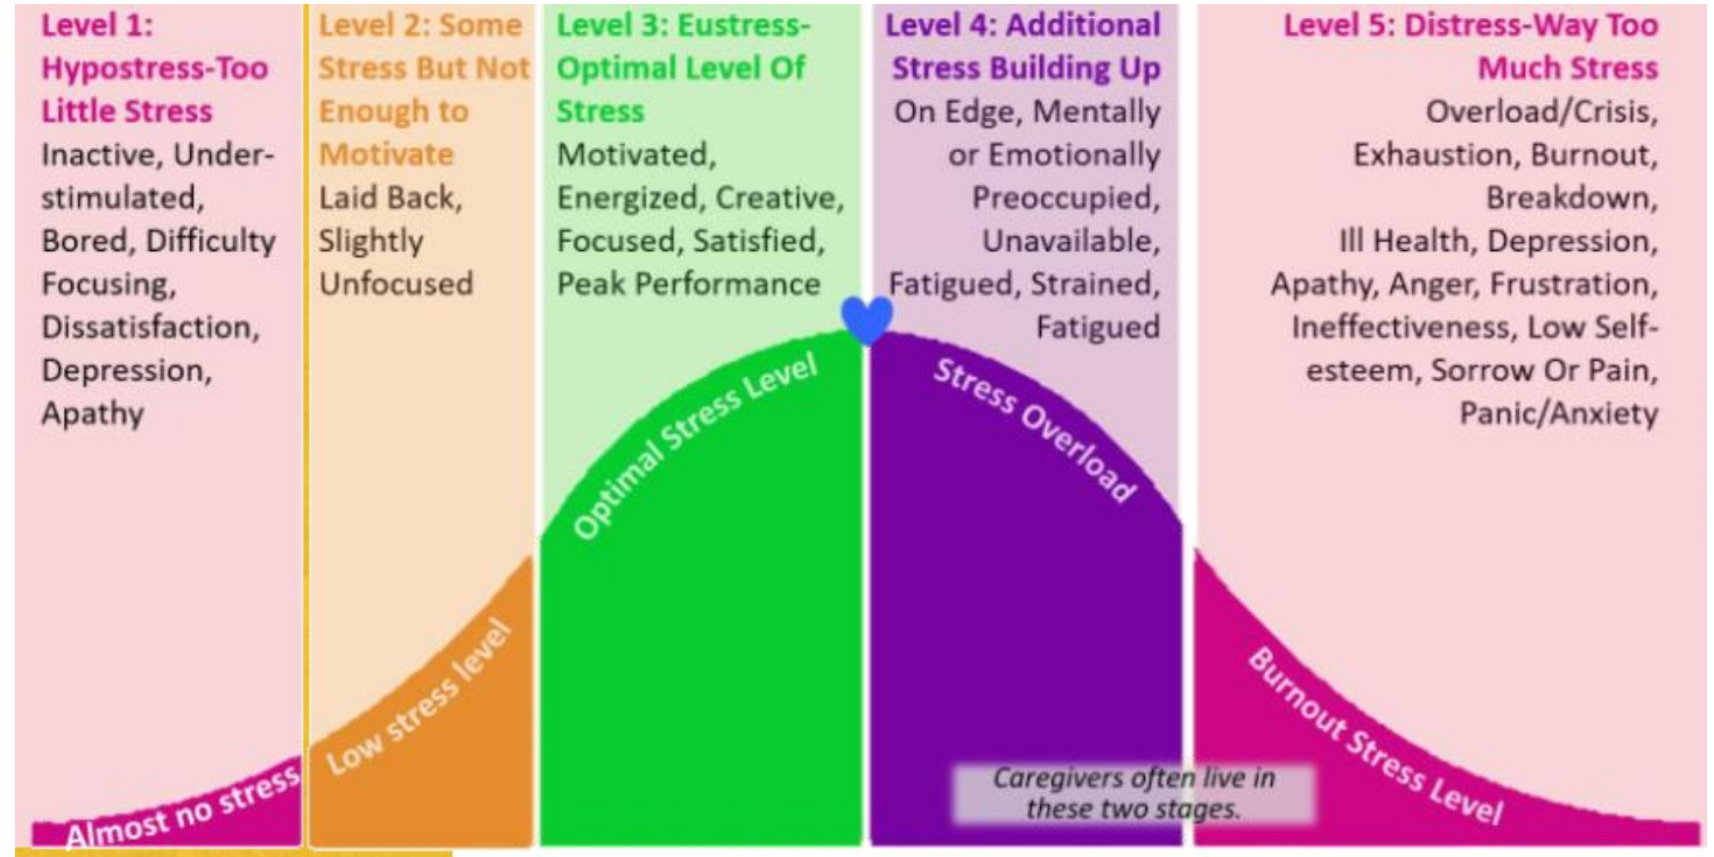 Level 1:
Hypostress-Too
Little Stress
Inactive, Under-
stimulated,
Bored, Difficulty
Focusing,
Dissatisfaction,
Depression,
Apathy
Almost no stress
Level 2: Some
Stress But Not
Enough to
Motivate
Laid Back,
Slightly
Unfocused
Low stress level
Level 3: Eustress-
Optimal Level Of
Stress
Motivated,
Energized, Creative,
Focused, Satisfied,
Peak Performance
Optimal Stress Level
Level 4: Additional
Stress Building Up
On Edge, Mentally
or Emotionally
Preoccupied,
Unavailable,
Fatigued, Strained,
Fatigued
Stress Overload
Level 5: Distress-Way Too
Much Stress
Overload/Crisis,
Exhaustion, Burnout,
Breakdown,
Ill Health, Depression,
Apathy, Anger, Frustration,
Ineffectiveness, Low Self-
esteem, Sorrow Or Pain,
Panic/Anxiety
Burnout Stress Level
Caregivers often live in
these two stages.